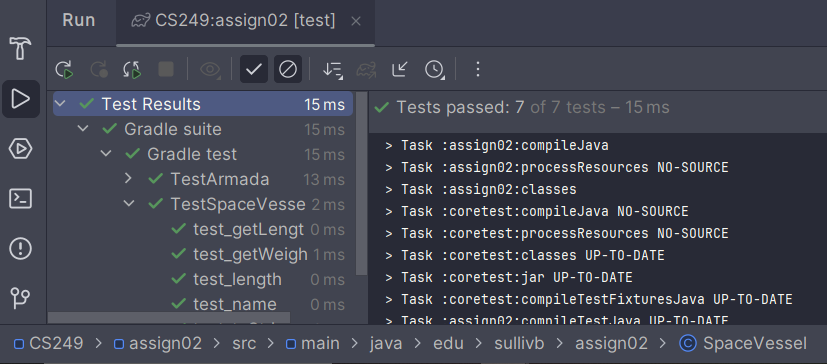 Run CS249:assign02 [test]
Test Results 15 ms
Gradle suite 15 ms
Gradle test 15 ms
TestArmada 13 ms
TestSpaceVesse 2 ms
test_getLengt 0 ms
test_getWeigh 1 ms
test_length 0 ms
test_name 0 ms
Tests passed: 7 of 7 tests – 15 ms
> Task :assign02:compileJava
> Task :assign02:processResources NO-SOURCE
> Task :assign02:classes
> Task :coretest:compileJava NO-SOURCE
> Task :coretest:processResources NO-SOURCE
> Task :coretest:classes UP-TO-DATE
> Task :coretest:jar UP-TO-DATE
> Task :coretest:compileTestFixturesJava UP-TO-DATE
> Task :assign02:compileTestJava UP-TO-DATE
CS249 > assign02 > src > main > java > edu > sullivb > assign02 > SpaceVessel